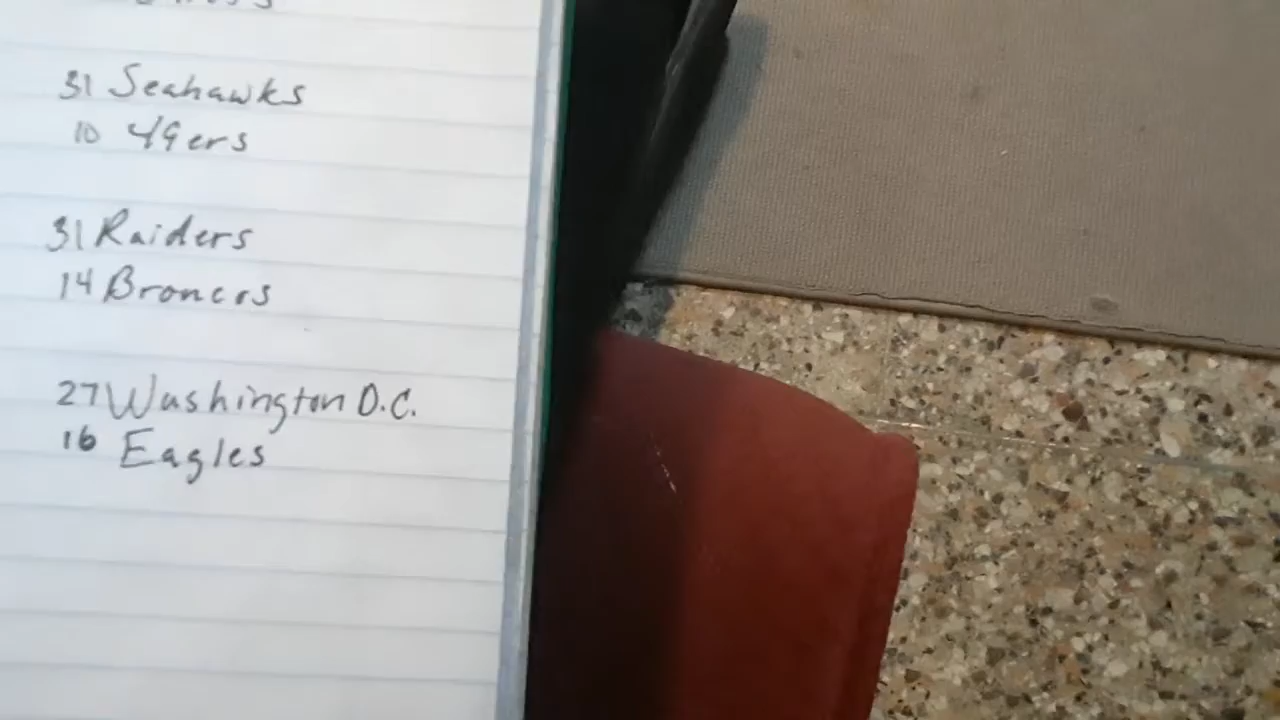 31 Seahawks
10 49ers
31 Raiders
14 Broncos
27 Washington D.C.
16 Eagles